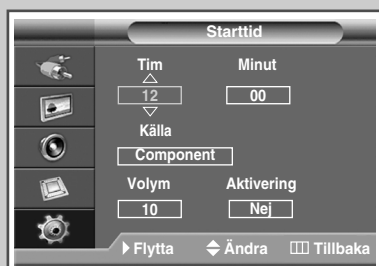 Starttid
Tim Minut
12 00
Källa
Component
Volym Aktivering
10 Nej
Flytta Ändra Tillbaka